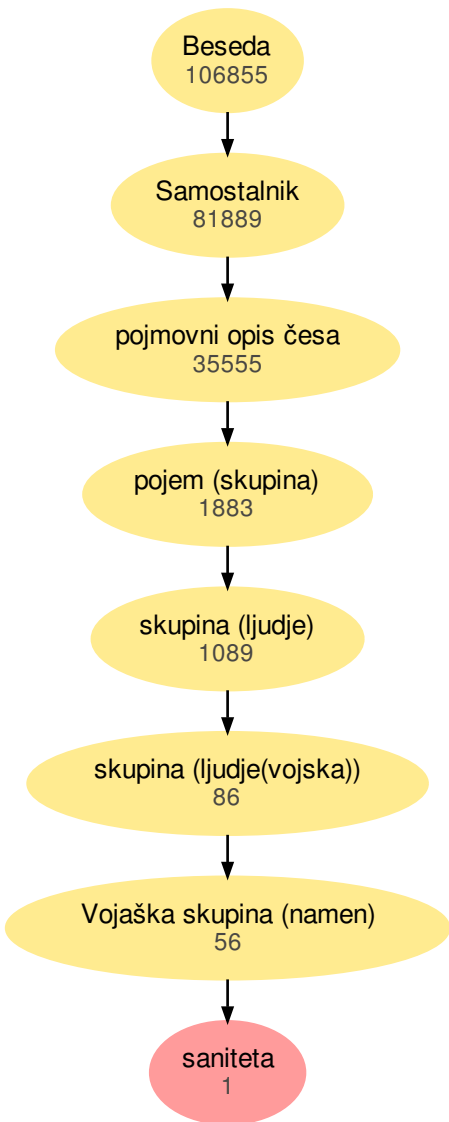 Beseda
106855
Samostalnik
81889
pojmovni opis česa
35555
pojem (skupina)
1883
skupina (ljudje)
1089
skupina (ljudje(vojska))
86
Vojaška skupina (namen)
56
saniteta
1